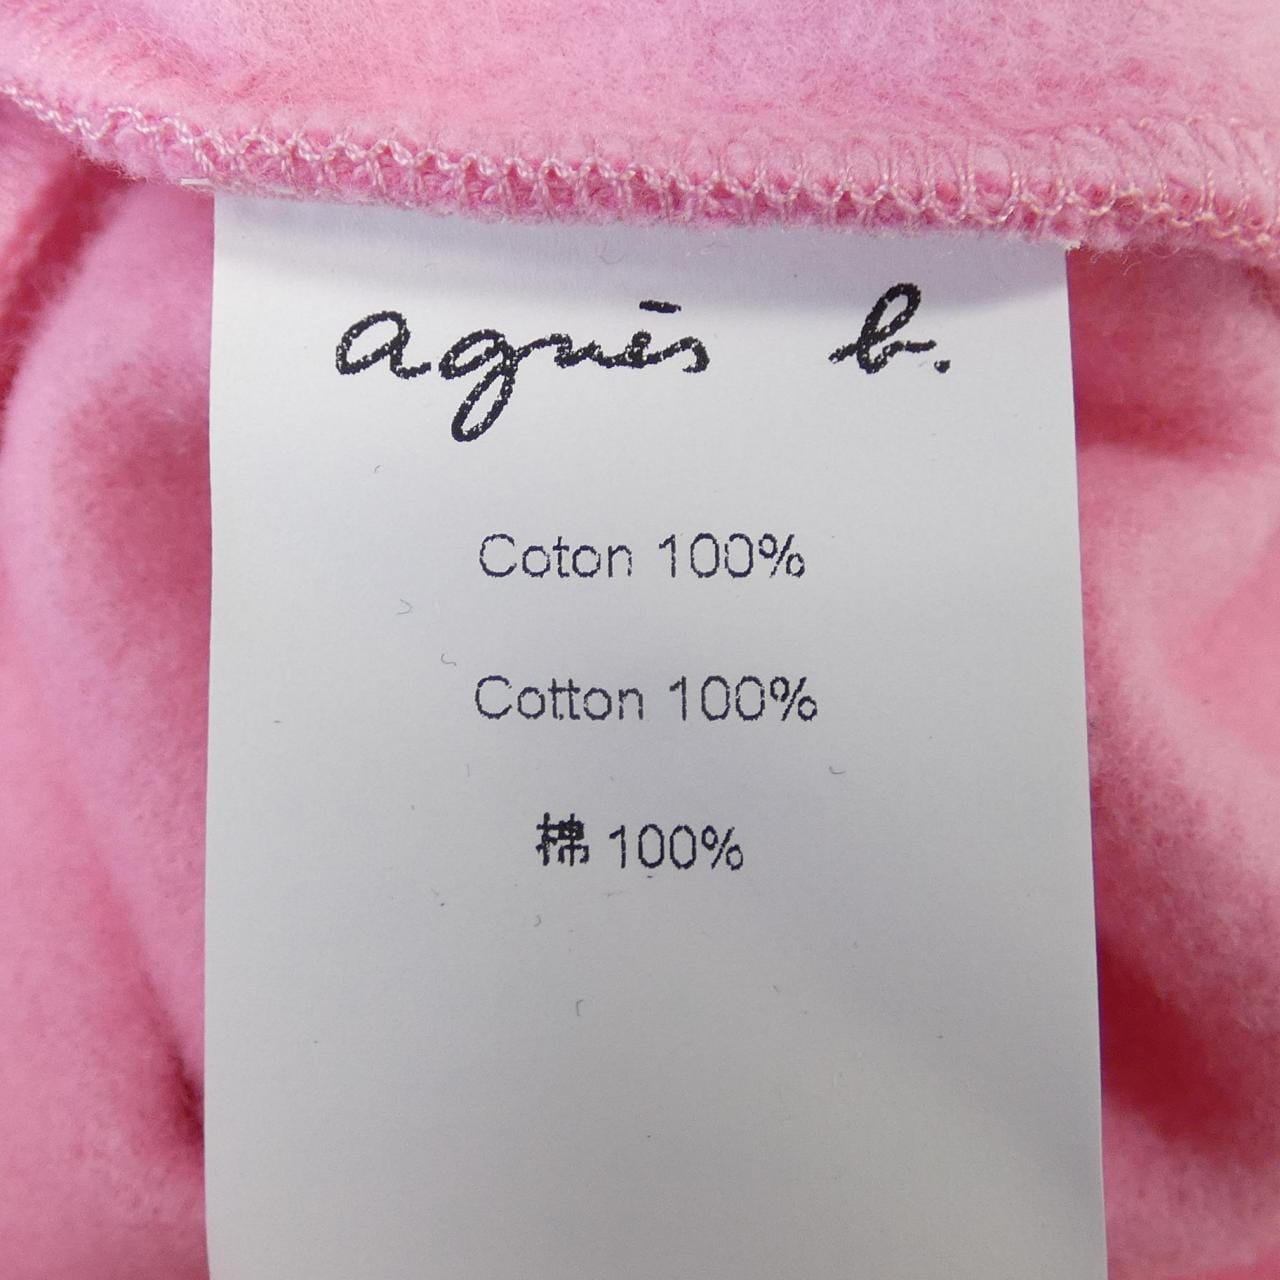 agnès b.
Coton 100%
Cotton 100%
棉 100%